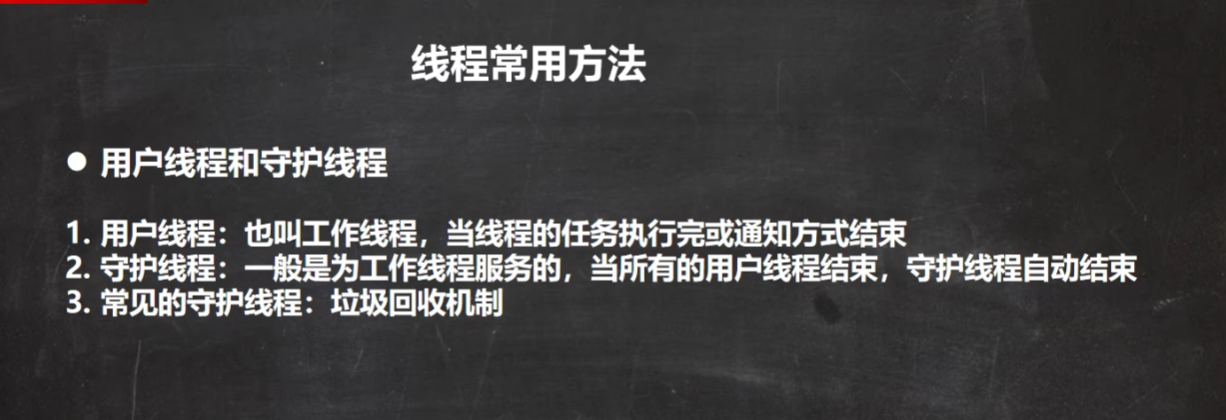 线程常用方法
● 用户线程和守护线程
1. 用户线程：也叫工作线程，当线程的任务执行完或通知方式结束
2. 守护线程：一般是为工作线程服务的，当所有的用户线程结束，守护线程自动结束
3. 常见的守护线程：垃圾回收机制